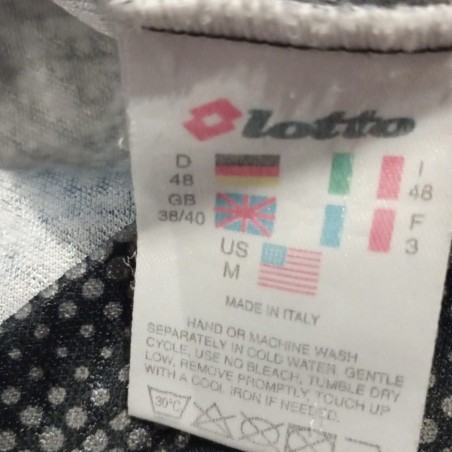 lotto
D I
48 48
GB F
38/40 3
US
M
MADE IN ITALY
HAND OR MACHINE WASH
SEPARATELY IN COLD WATER, GENTLE
CYCLE, USE NO BLEACH, TUMBLE DRY
LOW, REMOVE PROMPTLY, TOUCH UP
WITH A COOL IRON IF NEEDED.
30°C